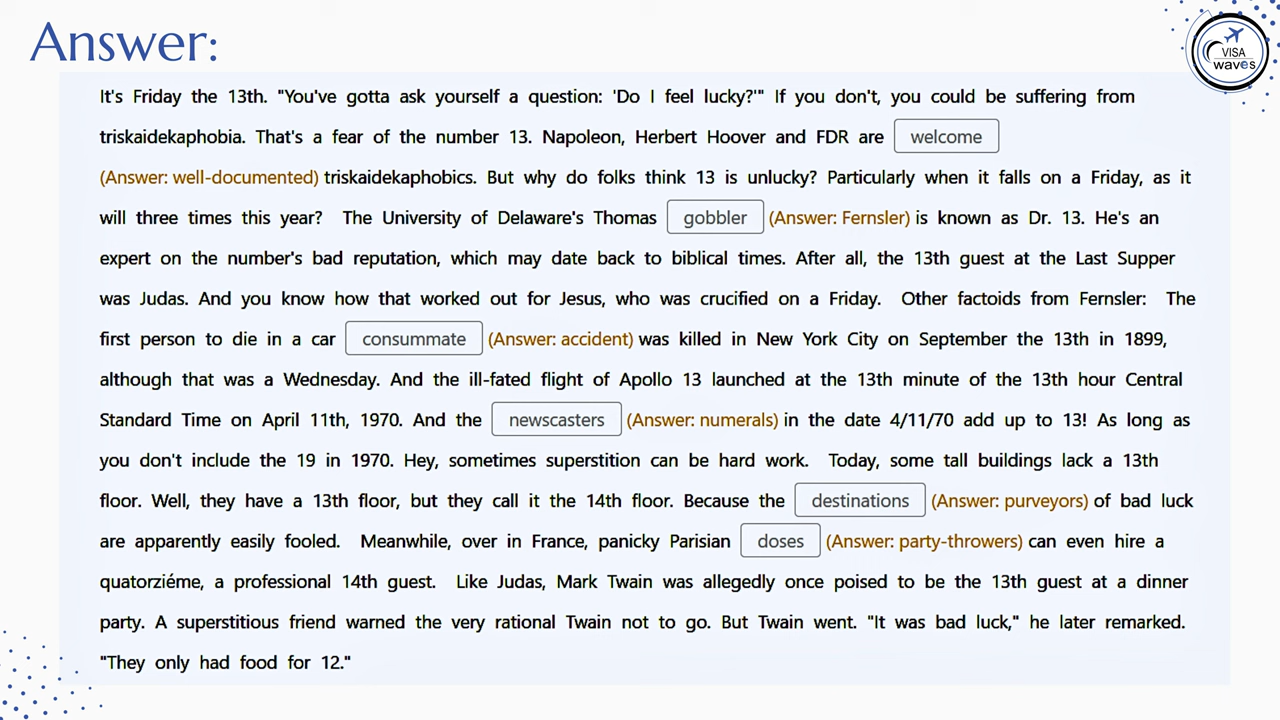 Answer:
VISA
waves
It's Friday the 13th. "You've gotta ask yourself a question: 'Do I feel lucky?'" If you don't, you could be suffering from
triskaidekaphobia. That's a fear of the number 13. Napoleon, Herbert Hoover and FDR are welcome
(Answer: well-documented) triskaidekaphobics. But why do folks think 13 is unlucky? Particularly when it falls on a Friday, as it
will three times this year? The University of Delaware's Thomas gobbler (Answer: Fernsler) is known as Dr. 13. He's an
expert on the number's bad reputation, which may date back to biblical times. After all, the 13th guest at the Last Supper
was Judas. And you know how that worked out for Jesus, who was crucified on a Friday. Other factoids from Fernsler: The
first person to die in a car consummate (Answer: accident) was killed in New York City on September the 13th in 1899,
although that was a Wednesday. And the ill-fated flight of Apollo 13 launched at the 13th minute of the 13th hour Central
Standard Time on April 11th, 1970. And the newscasters (Answer: numerals) in the date 4/11/70 add up to 13! As long as
you don't include the 19 in 1970. Hey, sometimes superstition can be hard work. Today, some tall buildings lack a 13th
floor. Well, they have a 13th floor, but they call it the 14th floor. Because the destinations (Answer: purveyors) of bad luck
are apparently easily fooled. Meanwhile, over in France, panicky Parisian doses (Answer: party-throwers) can even hire a
quatorziéme, a professional 14th guest. Like Judas, Mark Twain was allegedly once poised to be the 13th guest at a dinner
party. A superstitious friend warned the very rational Twain not to go. But Twain went. "It was bad luck," he later remarked.
"They only had food for 12."